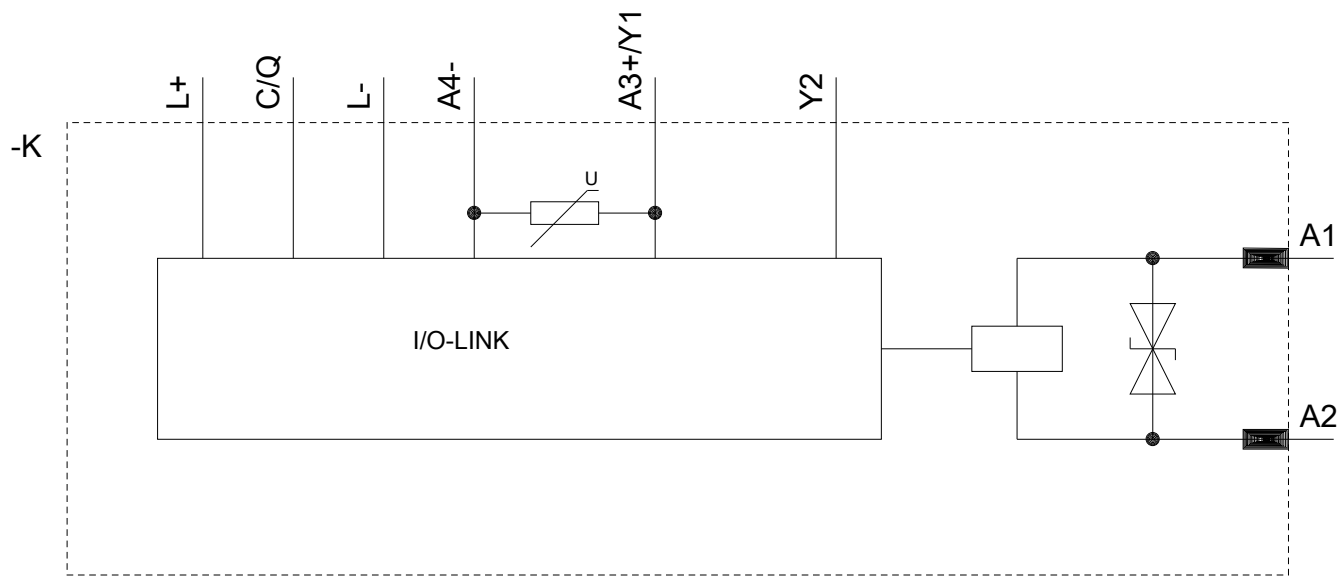 L+
C/Q
L-
A4-
A3+/Y1
Y2
-K
U
A1
I/O-LINK
A2